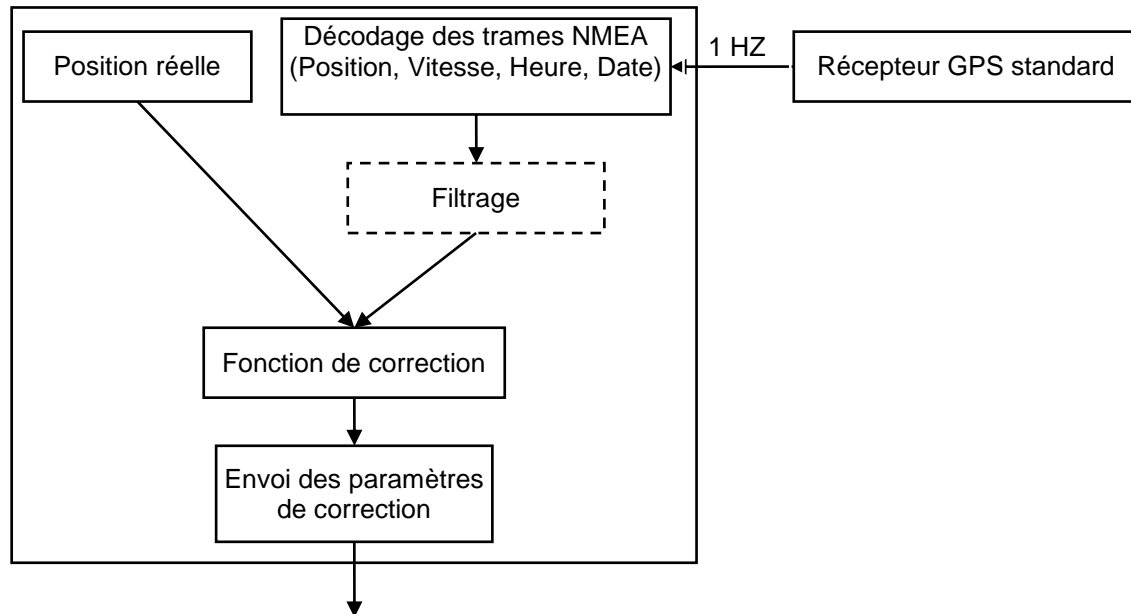 Position réelle
Décodage des trames NMEA
(Position, Vitesse, Heure, Date)
1 HZ
Récepteur GPS standard
Filtrage
Fonction de correction
Envoi des paramètres
de correction